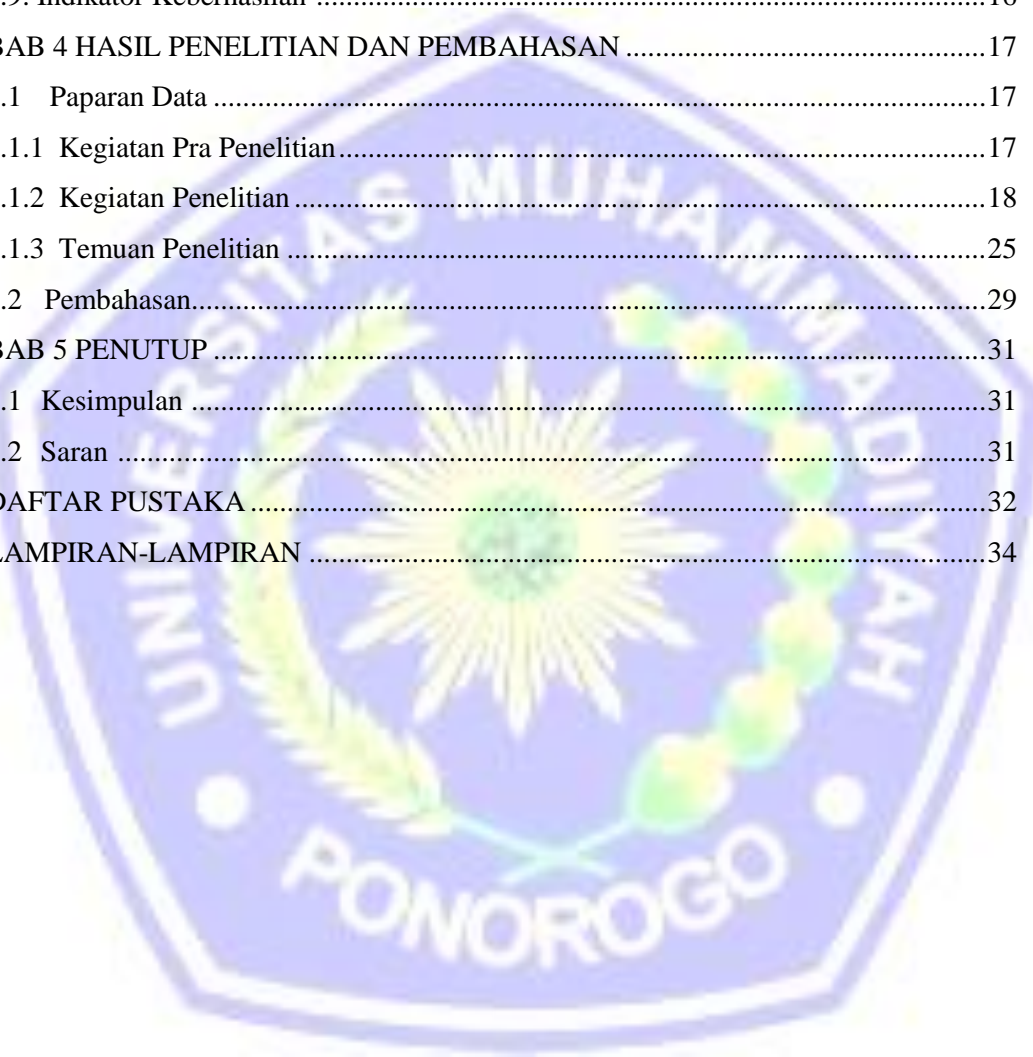 .9. Indikator Keberhasilan ........ 16
BAB 4 HASIL PENELITIAN DAN PEMBAHASAN ........ 17
.1 Paparan Data ........ 17
.1.1 Kegiatan Pra Penelitian ........ 17
.1.2 Kegiatan Penelitian ........ 18
.1.3 Temuan Penelitian ........ 25
.2 Pembahasan ........ 29
BAB 5 PENUTUP ........ 31
.1 Kesimpulan ........ 31
.2 Saran ........ 31
DAFTAR PUSTAKA ........ 32
LAMPIRAN-LAMPIRAN ........ 34
UNIVERSITAS MUHAMMADIYAH
PONOROGO